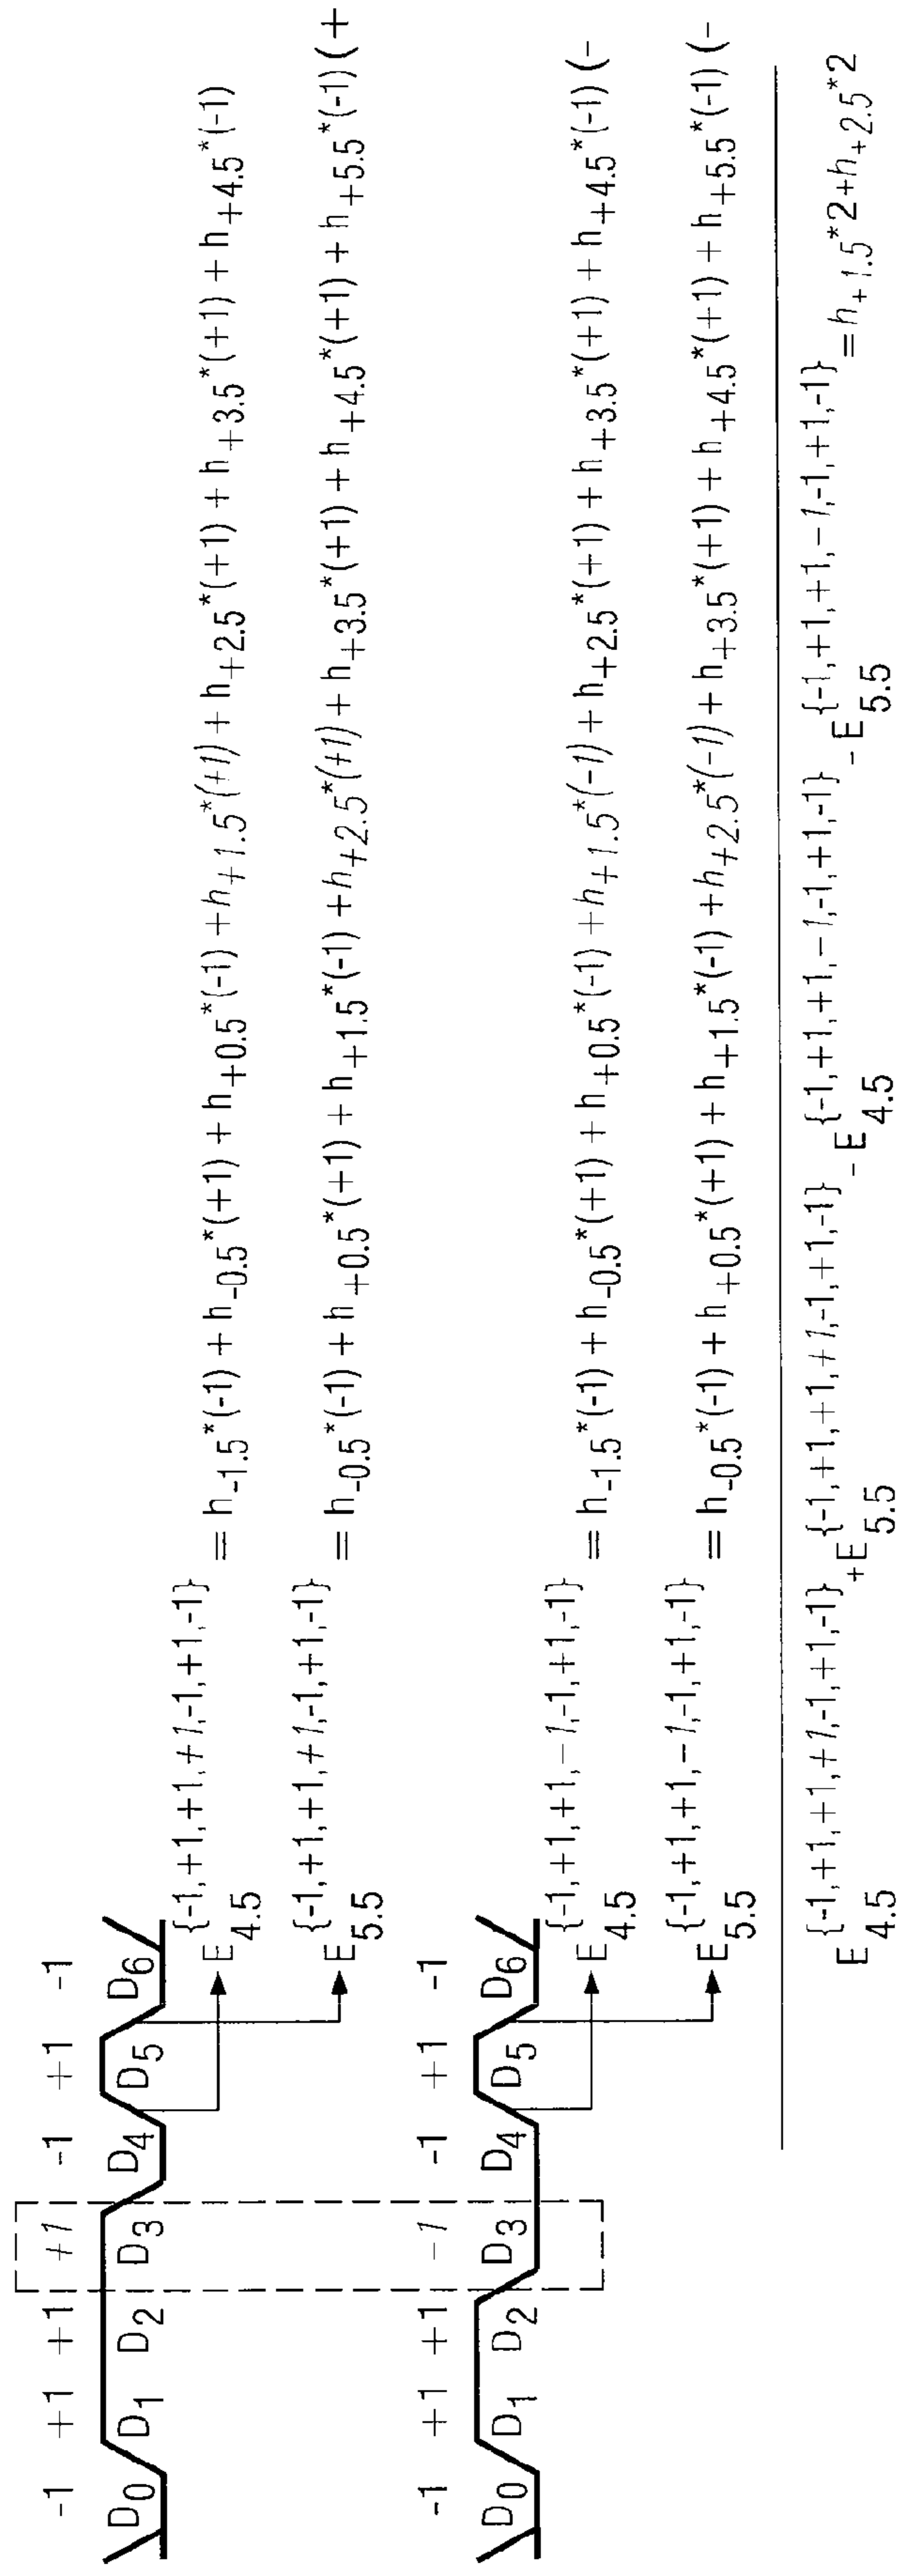 -1 +1 +1 +1 -1 +1 -1
D0 D1 D2 D3 D4 D5 D6
E4.5{-1,+1,+1,+1,-1,+1,-1} = h-1.5*(-1) + h-0.5*(+1) + h+0.5*(-1) + h+1.5*(+1) + h+2.5*(+1) + h+3.5*(+1) + h+4.5*(-1)
E5.5{-1,+1,+1,+1,-1,+1,-1} = h-0.5*(-1) + h+0.5*(+1) + h+1.5*(-1) + h+2.5*(+1) + h+3.5*(+1) + h+4.5*(+1) + h+5.5*(-1) (+
-1 +1 +1 -1 -1 +1 -1
D0 D1 D2 D3 D4 D5 D6
E4.5{-1,+1,+1,-1,-1,+1,-1} = h-1.5*(-1) + h-0.5*(+1) + h+0.5*(-1) + h+1.5*(-1) + h+2.5*(+1) + h+3.5*(+1) + h+4.5*(-1) (-
E5.5{-1,+1,+1,-1,-1,+1,-1} = h-0.5*(-1) + h+0.5*(+1) + h+1.5*(-1) + h+2.5*(-1) + h+3.5*(+1) + h+4.5*(+1) + h+5.5*(-1) (-
E4.5{-1,+1,+1,+1,-1,+1,-1} + E5.5{-1,+1,+1,+1,-1,+1,-1} - E4.5{-1,+1,+1,-1,-1,+1,-1} - E5.5{-1,+1,+1,-1,-1,+1,-1} = h+1.5*2+h+2.5*2